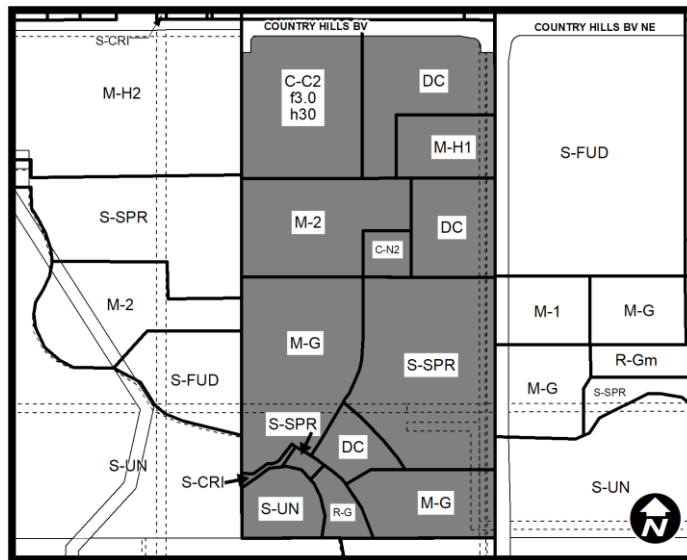 COUNTRY HILLS BV
COUNTRY HILLS BV NE
S-CRI
C-C2
f3.0
h30
DC
M-H2
M-H1
S-FUD
S-SPR
M-2
DC
C-N2
M-2
M-G
S-SPR
M-1
M-G
S-FUD
M-G
R-Gm
S-SPR
S-SPR
DC
S-UN
S-CRI
S-UN
R-G
M-G
S-UN
N